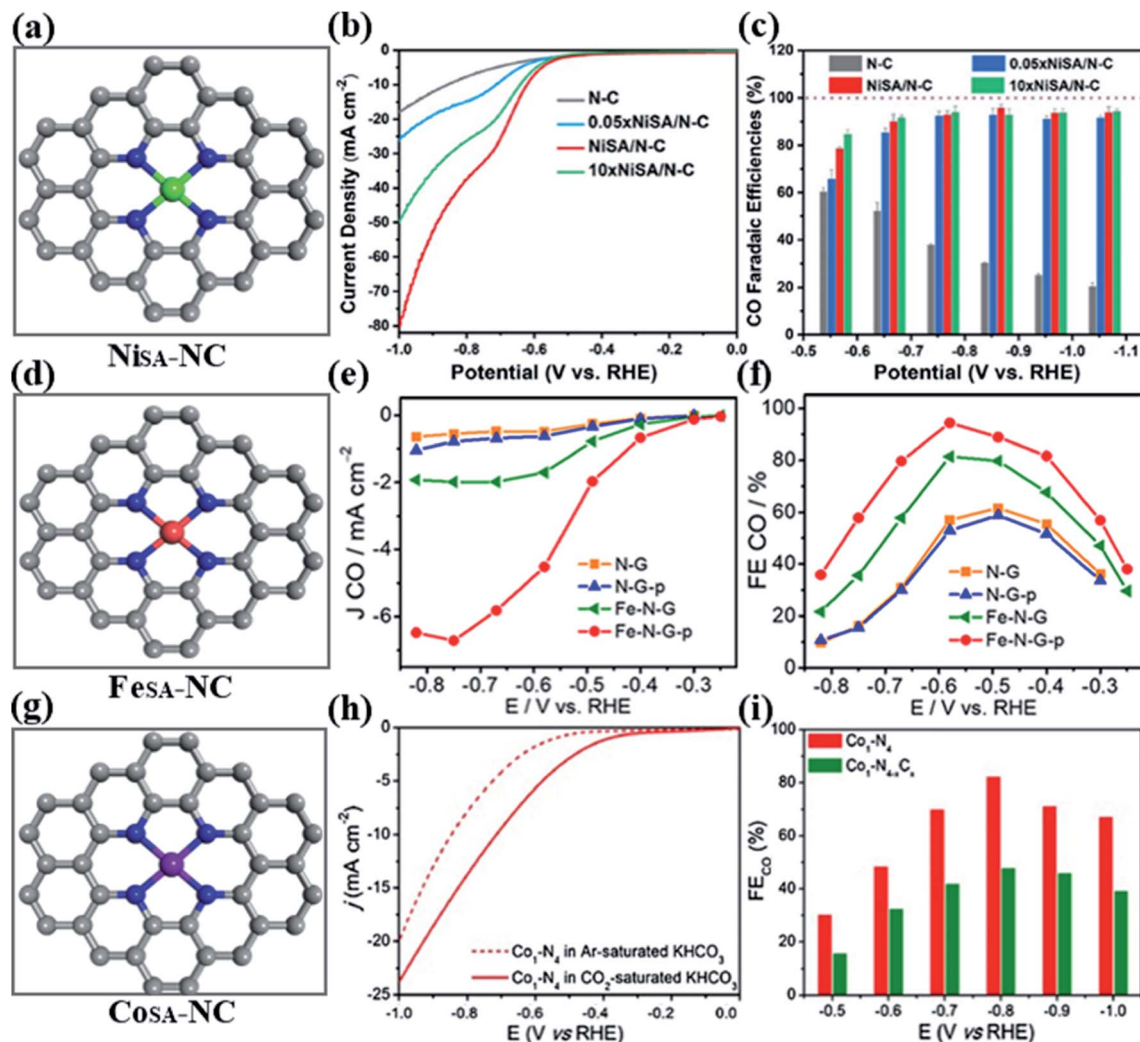 (a)
NiSA-NC
(b)
0
-10
-20
-30
-40
-50
-60
-70
-80
Current Density (mA cm⁻²)
N-C
0.05xNiSA/N-C
NiSA/N-C
10xNiSA/N-C
-1.0 -0.8 -0.6 -0.4 -0.2 0.0
Potential (V vs. RHE)
(c)
120
100
80
60
40
20
0
CO Faradaic Efficiencies (%)
N-C 0.05xNiSA/N-C
NiSA/N-C 10xNiSA/N-C
-0.5 -0.6 -0.7 -0.8 -0.9 -1.0 -1.1
Potential (V vs. RHE)
(d)
FeSA-NC
(e)
0
-2
-4
-6
J CO / mA cm⁻²
N-G
N-G-p
Fe-N-G
Fe-N-G-p
-0.8 -0.7 -0.6 -0.5 -0.4 -0.3
E / V vs. RHE
(f)
100
80
60
40
20
0
FE CO / %
N-G
N-G-p
Fe-N-G
Fe-N-G-p
-0.8 -0.7 -0.6 -0.5 -0.4 -0.3
E / V vs. RHE
(g)
CoSA-NC
(h)
0
-5
-10
-15
-20
-25
j (mA cm⁻²)
Co₁-N₄ in Ar-saturated KHCO₃
Co₁-N₄ in CO₂-saturated KHCO₃
-1.0 -0.8 -0.6 -0.4 -0.2 0.0
E (V vs RHE)
(i)
100
80
60
40
20
0
FE_CO (%)
Co₁-N₄
Co₁-N₄₋ₓCₓ
-0.5 -0.6 -0.7 -0.8 -0.9 -1.0
E (V vs RHE)